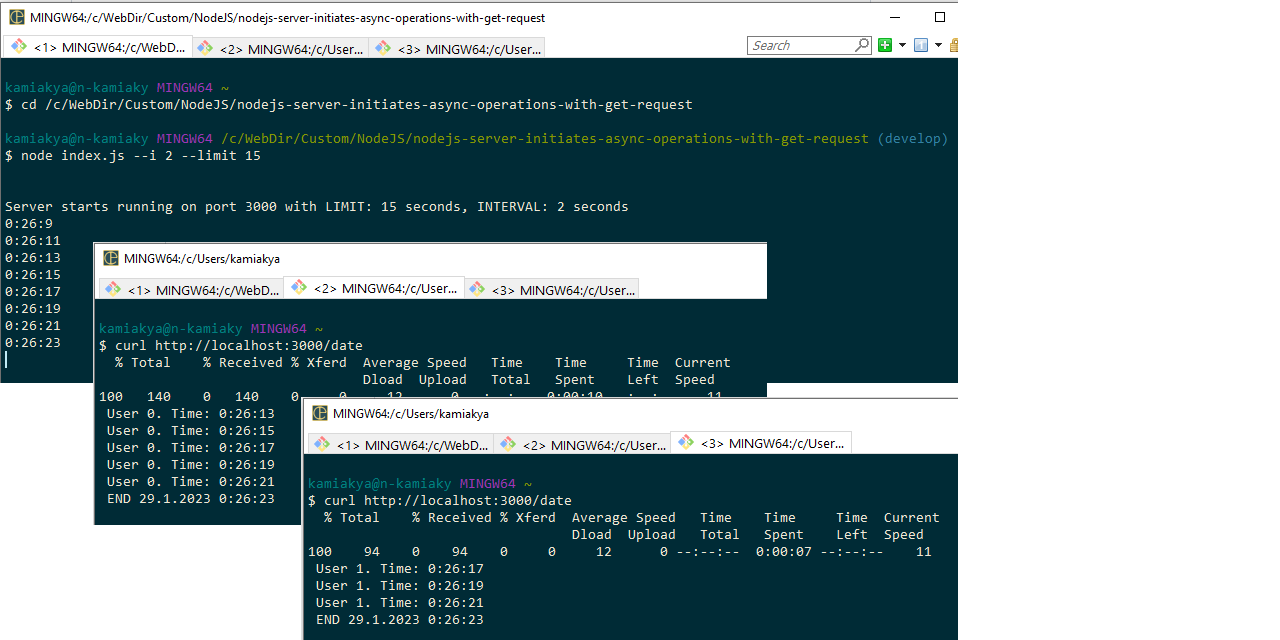 MINGW64:/c/WebDir/Custom/NodeJS/nodejs-server-initiates-async-operations-with-get-request
<1> MINGW64:/c/WebD... <2> MINGW64:/c/User... <3> MINGW64:/c/User... Search
kamiakya@n-kamiaky MINGW64 ~
$ cd /c/WebDir/Custom/NodeJS/nodejs-server-initiates-async-operations-with-get-request
kamiakya@n-kamiaky MINGW64 /c/WebDir/Custom/NodeJS/nodejs-server-initiates-async-operations-with-get-request (develop)
$ node index.js --i 2 --limit 15
Server starts running on port 3000 with LIMIT: 15 seconds, INTERVAL: 2 seconds
0:26:9
0:26:11
0:26:13
0:26:15
0:26:17
0:26:19
0:26:21
0:26:23
MINGW64:/c/Users/kamiakya
<1> MINGW64:/c/WebD... <2> MINGW64:/c/User... <3> MINGW64:/c/User...
kamiakya@n-kamiaky MINGW64 ~
$ curl http://localhost:3000/date
% Total % Received % Xferd Average Speed Time Time Time Current
Dload Upload Total Spent Left Speed
100 140 0 140 0 0 12 0 0:00:10 11
User 0. Time: 0:26:13
User 0. Time: 0:26:15
User 0. Time: 0:26:17
User 0. Time: 0:26:19
User 0. Time: 0:26:21
END 29.1.2023 0:26:23
MINGW64:/c/Users/kamiakya
<1> MINGW64:/c/WebD... <2> MINGW64:/c/User... <3> MINGW64:/c/User...
kamiakya@n-kamiaky MINGW64 ~
$ curl http://localhost:3000/date
% Total % Received % Xferd Average Speed Time Time Time Current
Dload Upload Total Spent Left Speed
100 94 0 94 0 0 12 0 --:--:-- 0:00:07 --:--:-- 11
User 1. Time: 0:26:17
User 1. Time: 0:26:19
User 1. Time: 0:26:21
END 29.1.2023 0:26:23